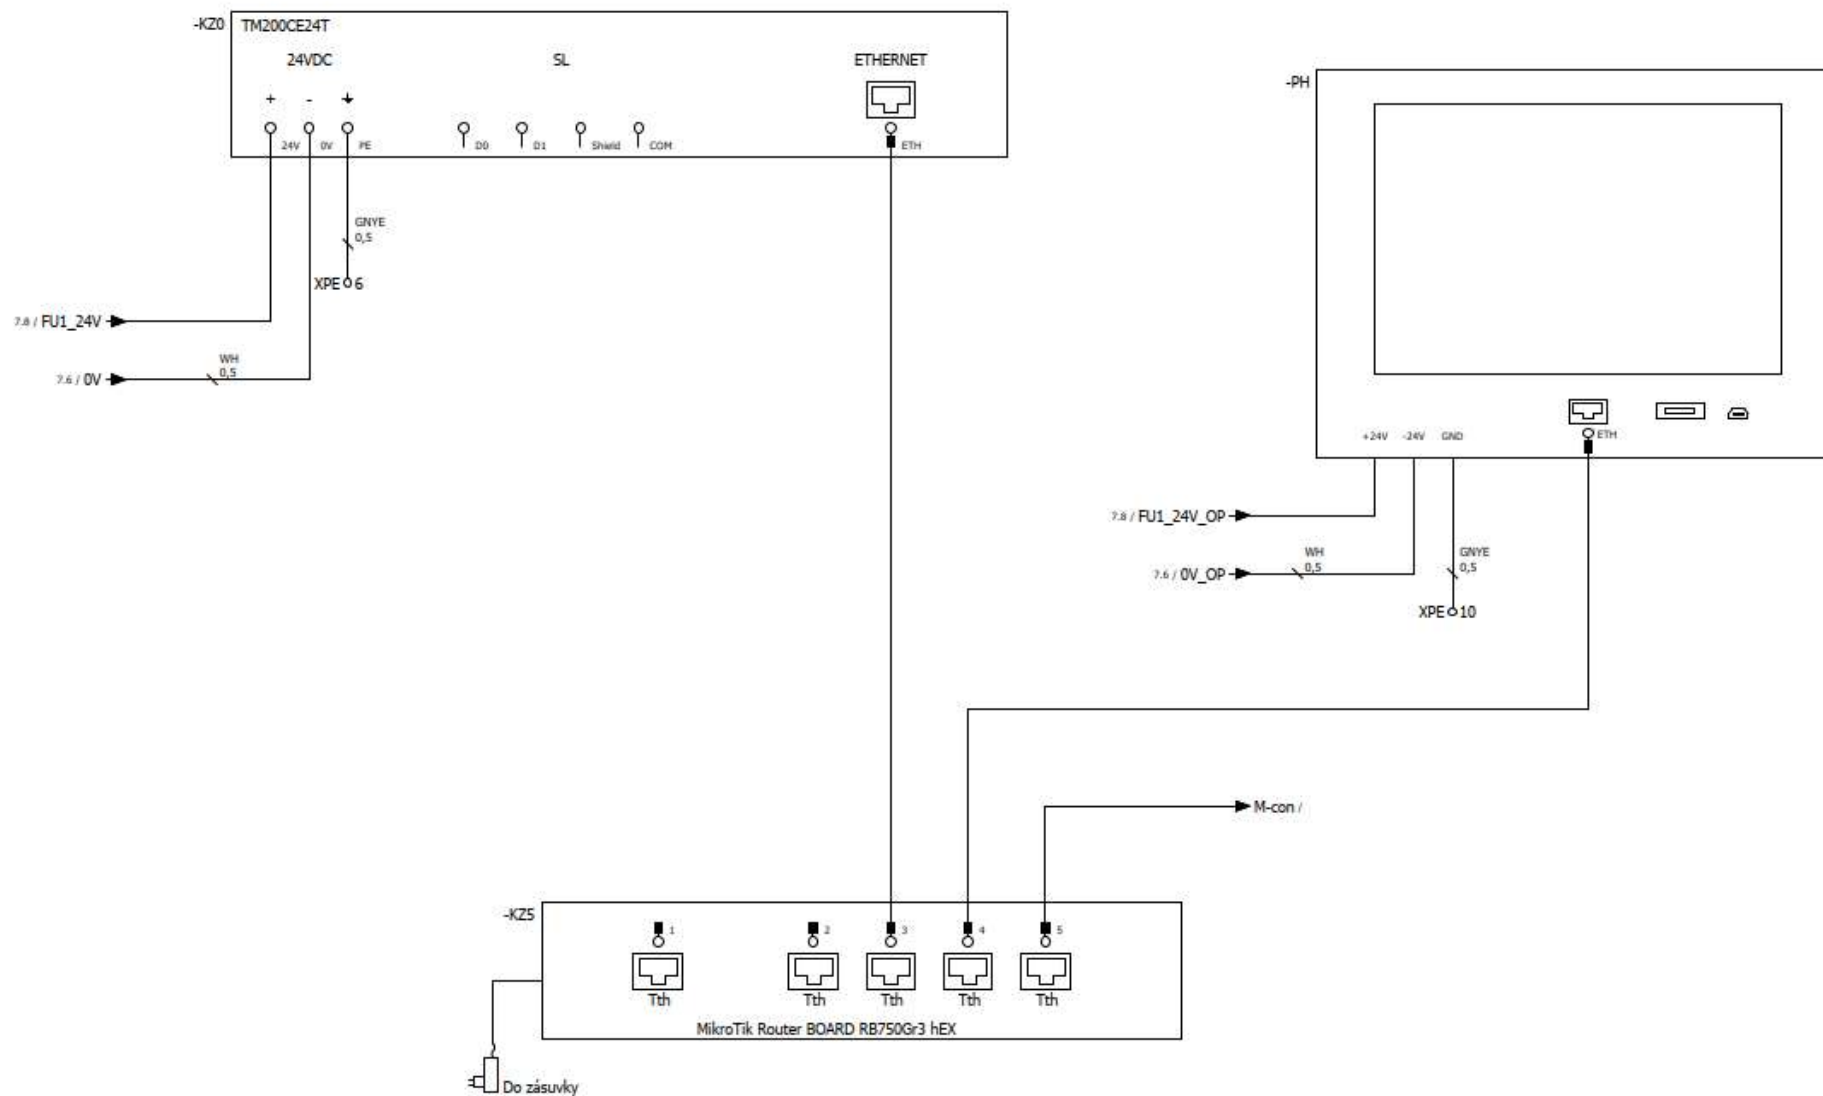 -KZ0 TM200CE24T
24VDC SL ETHERNET
+ -
24V 0V PE D0 D1 Shield COM ETH
GNYE
0,5
XPE 6
7.8 / FU1_24V
WH
0,5
7.6 / 0V
-PH
ETH
+24V -24V GND
7.8 / FU1_24V_OP
WH
0,5
7.6 / 0V_OP
GNYE
0,5
XPE 10
M-con /
-KZ5
1 2 3 4 5
Tth Tth Tth Tth Tth
MikroTik Router BOARD RB750Gr3 hEX
Do zásuvky